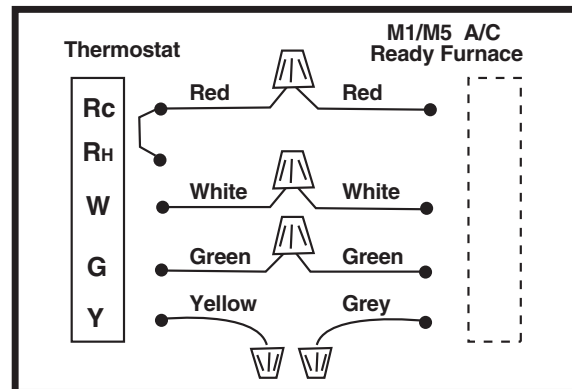 Thermostat
M1/M5 A/C
Ready Furnace
Rc Red Red
RH
W White White
G Green Green
Y Yellow Grey